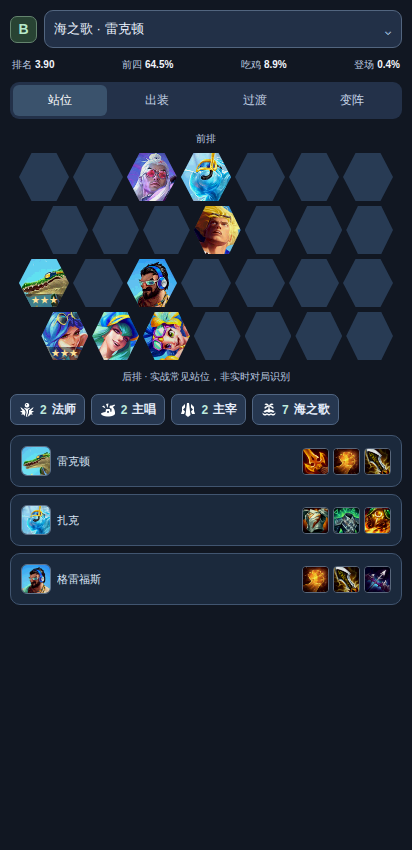 B 海之歌 · 雷克顿
排名 3.90 前四 64.5% 吃鸡 8.9% 登场 0.4%
站位 出装 过渡 变阵
前排
★★★
★★★
后排 · 实战常见站位，非实时对局识别
2 法师 2 主唱 2 主宰 7 海之歌
雷克顿
扎克
格雷福斯